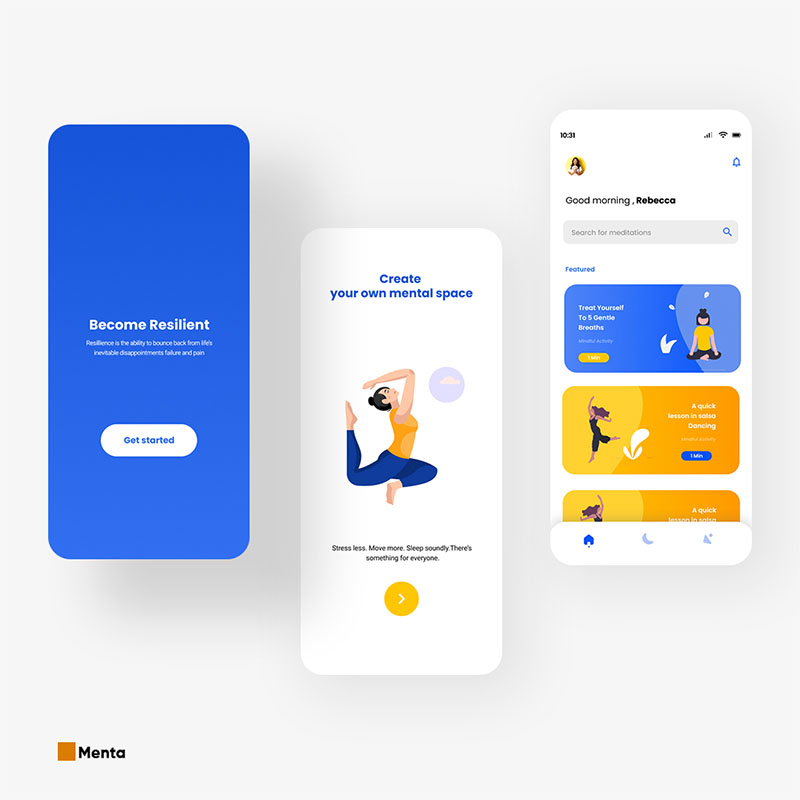 Become Resilient
Resillience is the ability to bounce back from life's
inevitable disappointments failure and pain
Get started
Create
your own mental space
Stress less. Move more. Sleep soundly.There's
something for everyone.
10:31
Good morning , Rebecca
Search for meditations
Featured
Treat Yourself
To 5 Gentle
Breaths
Mindful Activity
1 Min
A quick
lesson in salsa
Dancing
Mindful Activity
1 Min
A quick
lesson in salsa
Menta